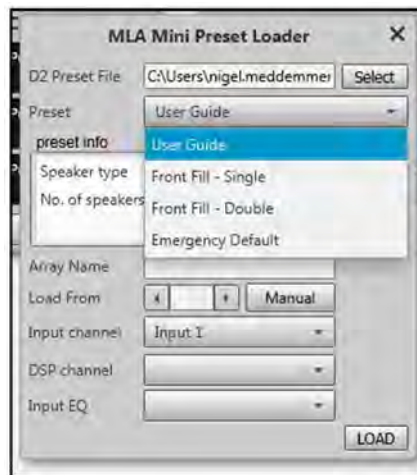 MLA Mini Preset Loader
D2 Preset File C:\Users\nigel.meddemmer Select
Preset User Guide
preset info
User Guide
Speaker type
Front Fill - Single
No. of speakers
Front Fill - Double
Emergency Default
Array Name
Load From Manual
Input channel Input 1
DSP channel
Input EQ
LOAD